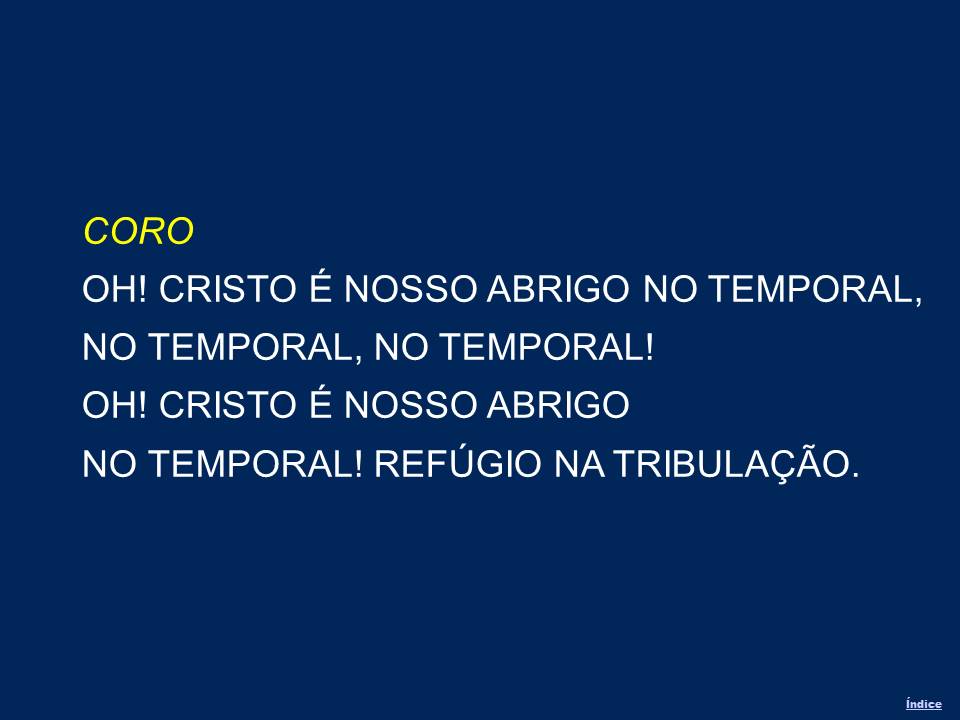 CORO
OH! CRISTO É NOSSO ABRIGO NO TEMPORAL,
NO TEMPORAL, NO TEMPORAL!
OH! CRISTO É NOSSO ABRIGO
NO TEMPORAL! REFÚGIO NA TRIBULAÇÃO.
Índice